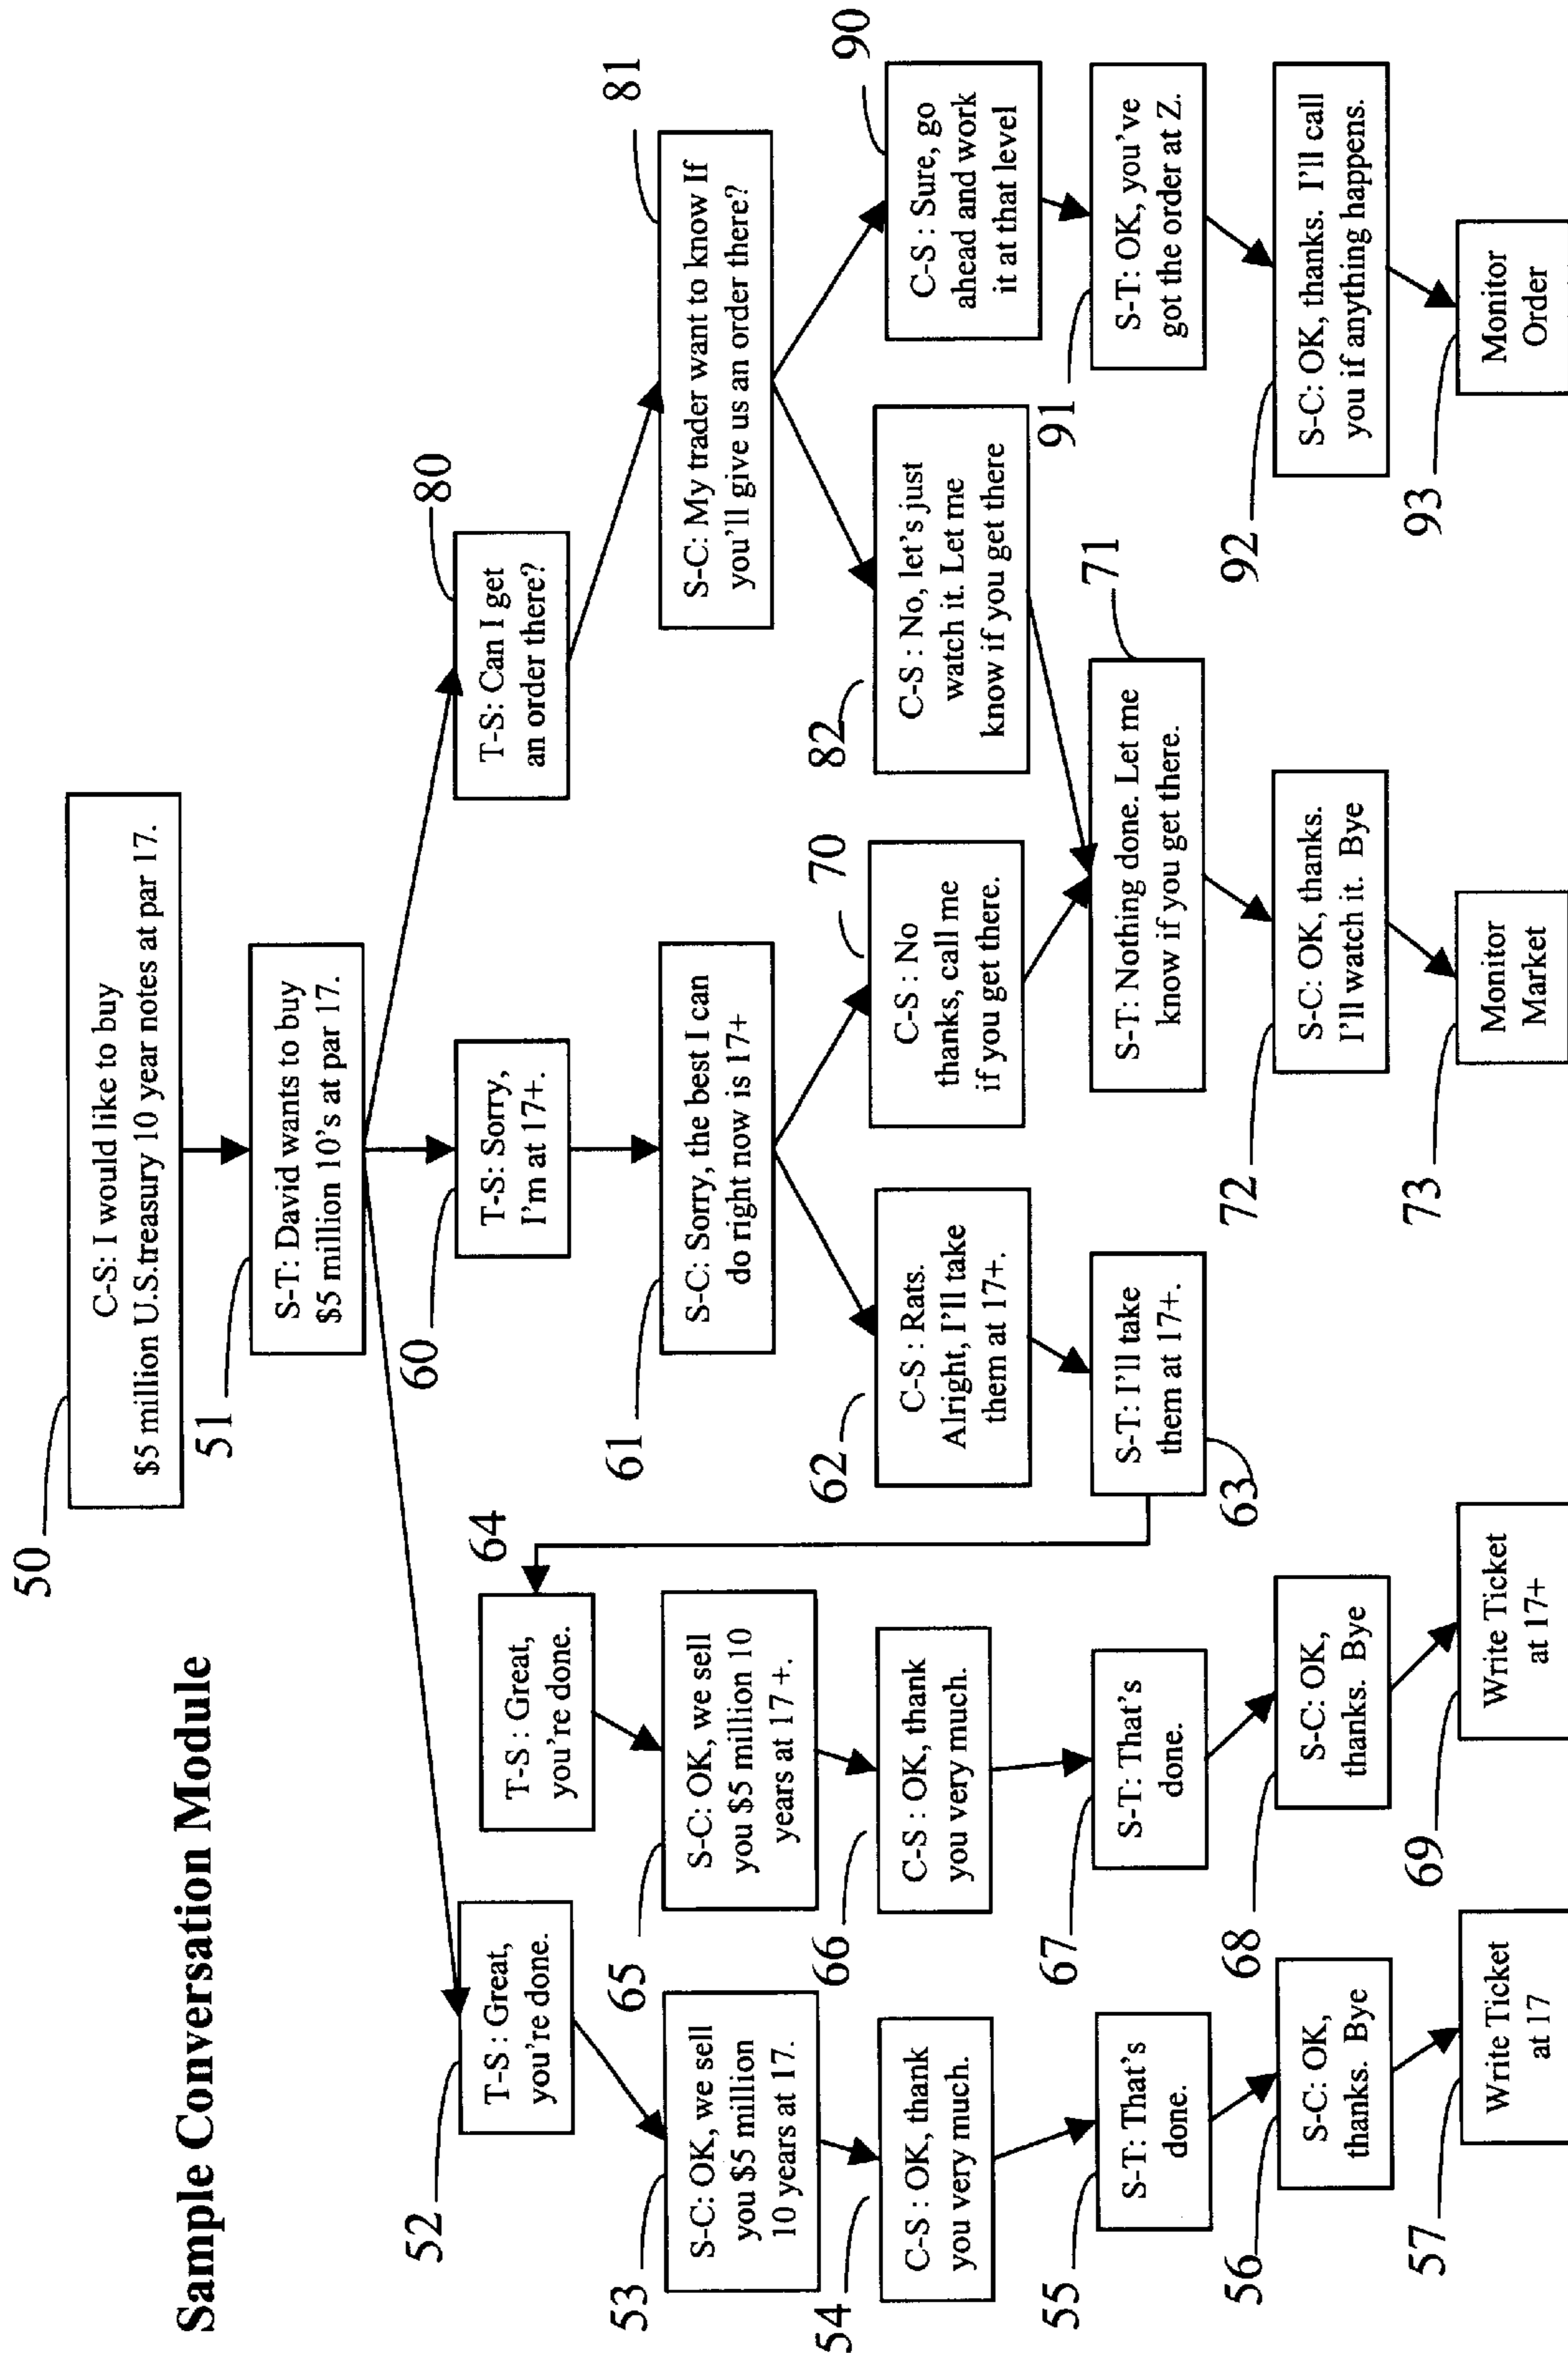 Sample Conversation Module
50
C-S: I would like to buy
$5 million U.S.treasury 10 year notes at par 17.
51
S-T: David wants to buy
$5 million 10's at par 17.
52
T-S : Great,
you're done.
64
T-S : Great,
you're done.
60
T-S: Sorry,
I'm at 17+.
80
T-S: Can I get
an order there?
53
S-C: OK, we sell
you $5 million
10 years at 17.
65
S-C: OK, we sell
you $5 million 10
years at 17 +.
61
S-C: Sorry, the best I can
do right now is 17+
81
S-C: My trader want to know If
you'll give us an order there?
54
C-S : OK, thank
you very much.
66
C-S : OK, thank
you very much.
62
C-S : Rats.
Alright, I'll take
them at 17+.
70
C-S : No
thanks, call me
if you get there.
82
C-S : No, let's just
watch it. Let me
know if you get there
90
C-S : Sure, go
ahead and work
it at that level
55
S-T: That's
done.
67
S-T: That's
done.
63
S-T: I'll take
them at 17+.
71
S-T: Nothing done. Let me
know if you get there.
91
S-T: OK, you've
got the order at Z.
56
S-C: OK,
thanks. Bye
68
S-C: OK,
thanks. Bye
72
S-C: OK, thanks.
I'll watch it. Bye
92
S-C: OK, thanks. I'll call
you if anything happens.
57
Write Ticket
at 17
69
Write Ticket
at 17+
73
Monitor
Market
93
Monitor
Order